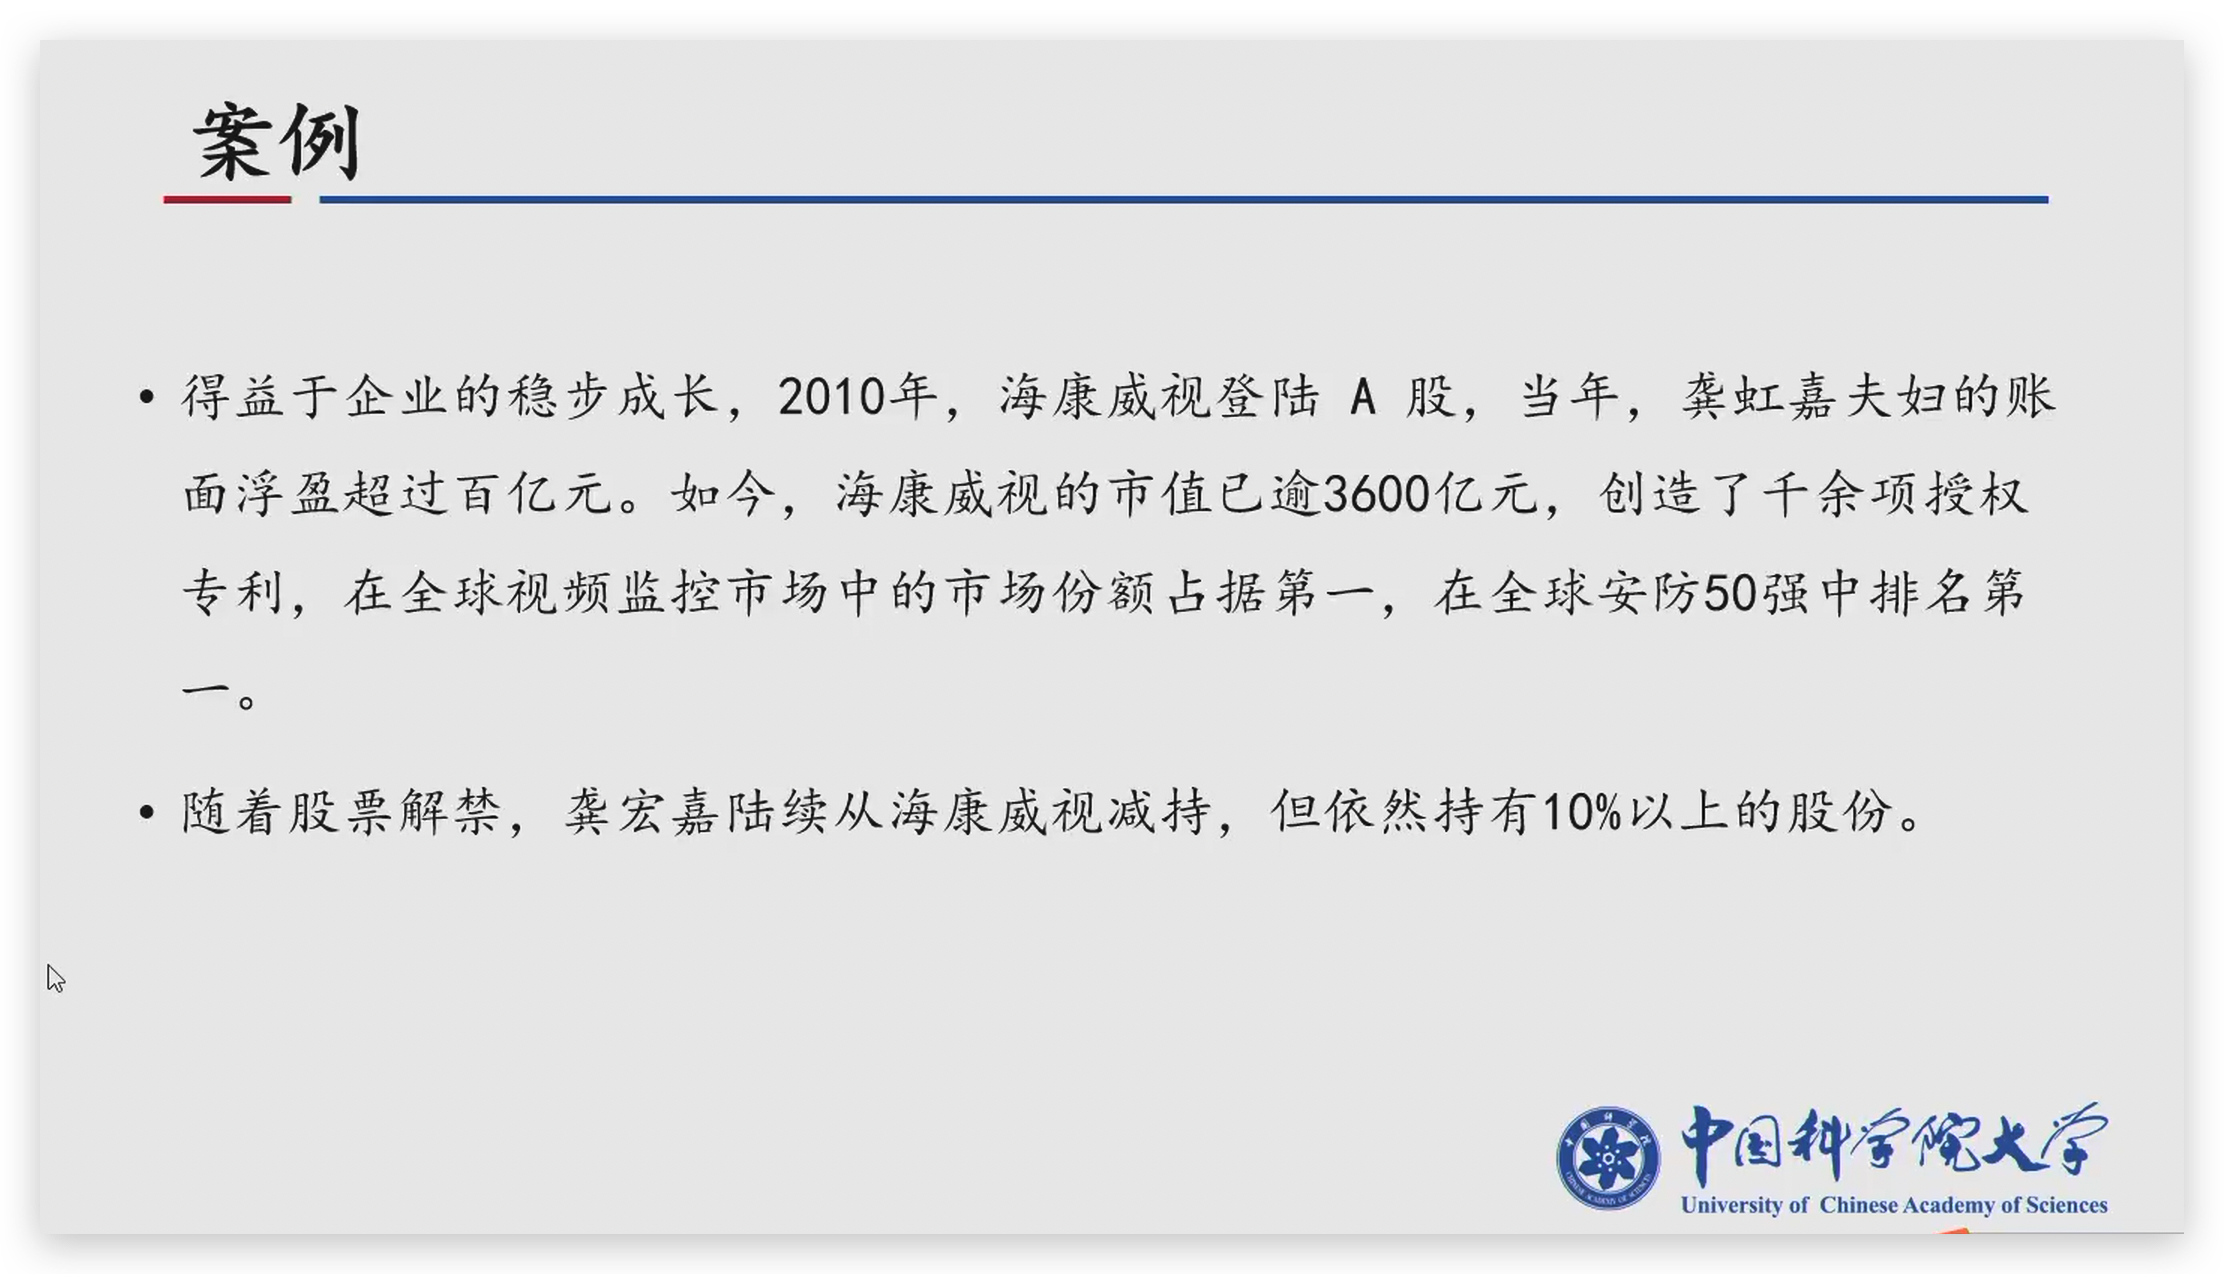 案例
• 得益于企业的稳步成长，2010年，海康威视登陆 A 股，当年，龚虹嘉夫妇的账
面浮盈超过百亿元。如今，海康威视的市值已逾3600亿元，创造了千余项授权
专利，在全球视频监控市场中的市场份额占据第一，在全球安防50强中排名第
一。
• 随着股票解禁，龚宏嘉陆续从海康威视减持，但依然持有10%以上的股份。
中国科学院大学
University of Chinese Academy of Sciences